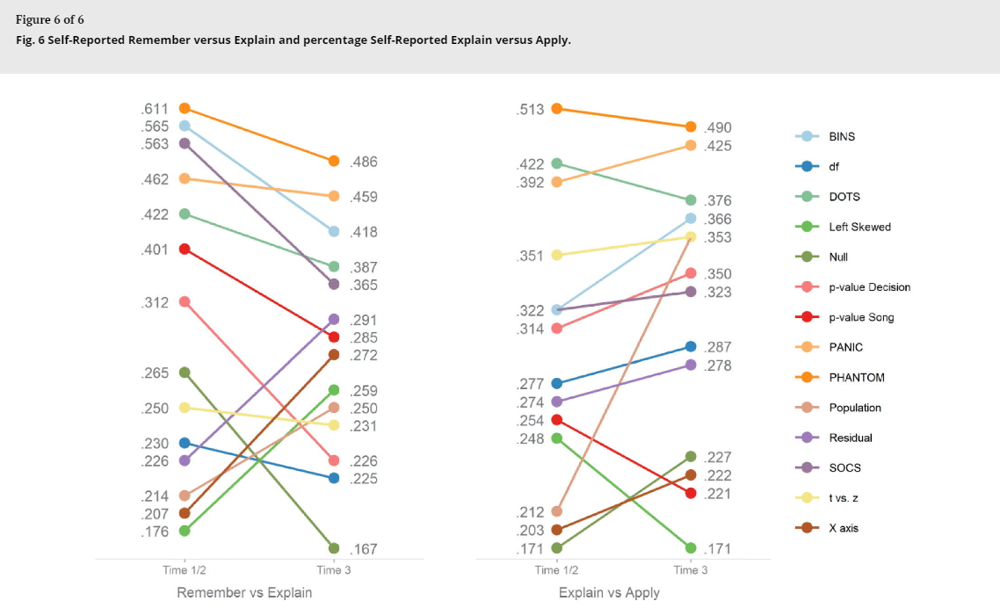 Figure 6 of 6
Fig. 6 Self-Reported Remember versus Explain and percentage Self-Reported Explain versus Apply.
.611
.565
.563
.462
.422
.401
.312
.265
.250
.230
.226
.214
.207
.176
.486
.459
.418
.387
.365
.291
.285
.272
.259
.250
.231
.226
.225
.167
Time 1/2
Time 3
Remember vs Explain
.513
.422
.392
.351
.322
.314
.277
.274
.254
.248
.212
.203
.171
.490
.425
.376
.366
.353
.350
.323
.287
.278
.227
.222
.221
.171
Time 1/2
Time 3
Explain vs Apply
BINS
df
DOTS
Left Skewed
Null
p-value Decision
p-value Song
PANIC
PHANTOM
Population
Residual
SOCS
t vs. z
X axis